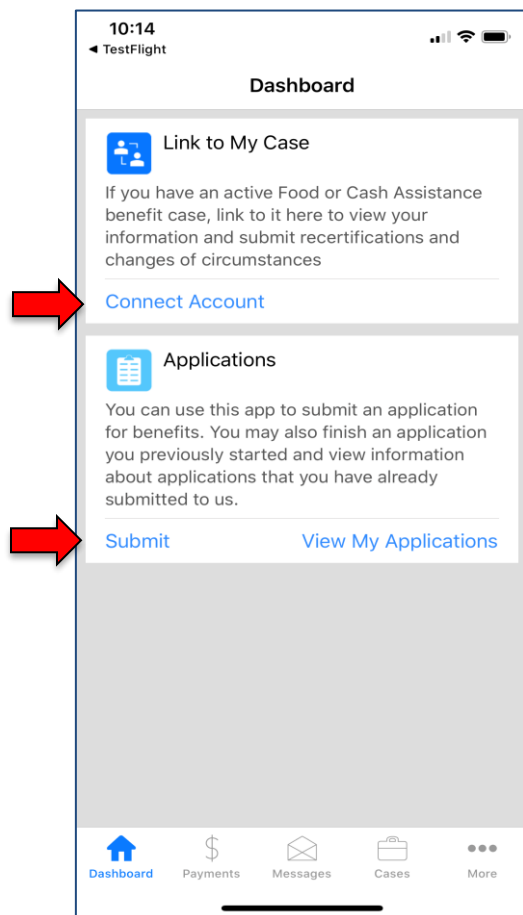 10:14
◄ TestFlight
Dashboard
Link to My Case
If you have an active Food or Cash Assistance
benefit case, link to it here to view your
information and submit recertifications and
changes of circumstances
Connect Account
Applications
You can use this app to submit an application
for benefits. You may also finish an application
you previously started and view information
about applications that you have already
submitted to us.
Submit View My Applications
Dashboard Payments Messages Cases More